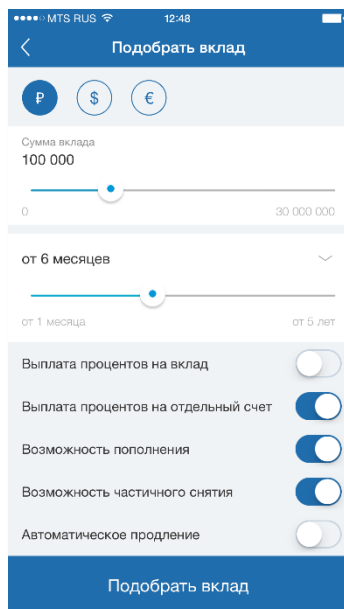 MTS RUS 12:48
Подобрать вклад
₽ $ €
Сумма вклада
100 000
0 30 000 000
от 6 месяцев
от 1 месяца от 5 лет
Выплата процентов на вклад
Выплата процентов на отдельный счет
Возможность пополнения
Возможность частичного снятия
Автоматическое продление
Подобрать вклад